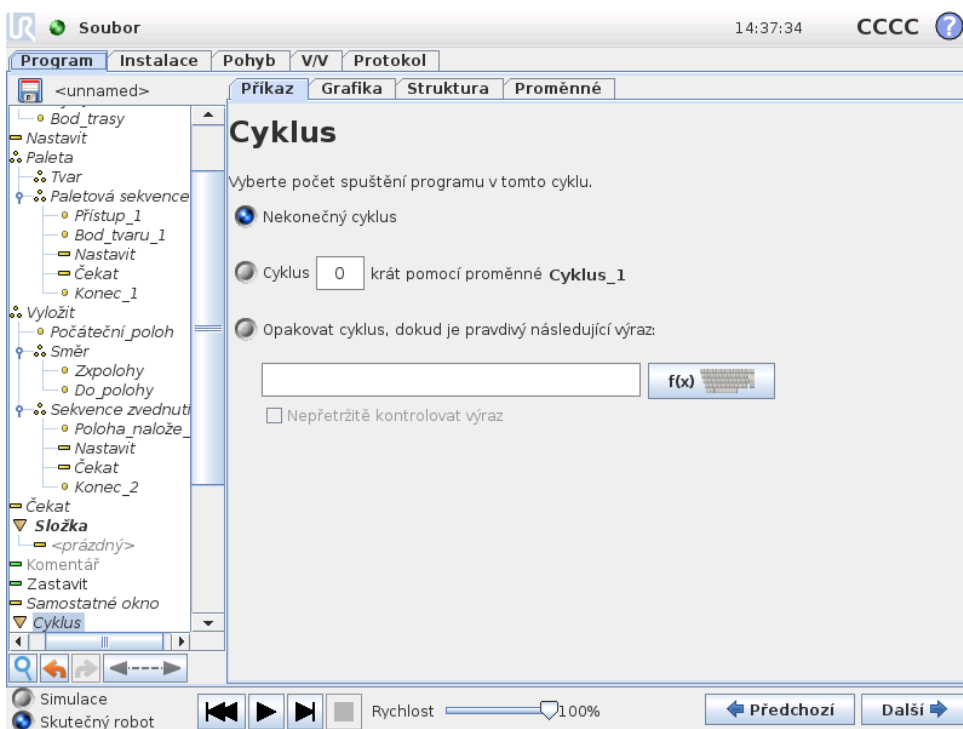 UR Soubor 14:37:34 CCCC ?
Program Instalace Pohyb V/V Protokol
<unnamed>
Příkaz Grafika Struktura Proměnné
Bod_trasy
Nastavit
Paleta
Tvar
Paletová sekvence
Přístup_1
Bod_tvaru_1
Nastavit
Čekat
Konec_1
Vyložit
Počáteční_poloh
Směr
Zxpolohy
Do_polohy
Sekvence zvednutí
Poloha_nalože_
Nastavit
Čekat
Konec_2
Čekat
Složka
<prázdný>
Komentář
Zastavit
Samostatné okno
Cyklus
Cyklus
Vyberte počet spuštění programu v tomto cyklu.
Nekonečný cyklus
Cyklus 0 krát pomocí proměnné Cyklus_1
Opakovat cyklus, dokud je pravdivý následující výraz:
f(x)
Nepřetržitě kontrolovat výraz
Simulace
Skutečný robot
Rychlost 100%
Předchozí Další